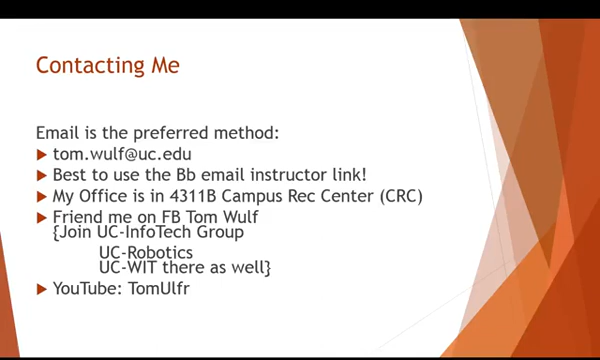 Contacting Me
Email is the preferred method:
tom.wulf@uc.edu
Best to use the Bb email instructor link!
My Office is in 4311B Campus Rec Center (CRC)
Friend me on FB Tom Wulf
{Join UC-InfoTech Group
UC-Robotics
UC-WIT there as well}
YouTube: TomUlfr